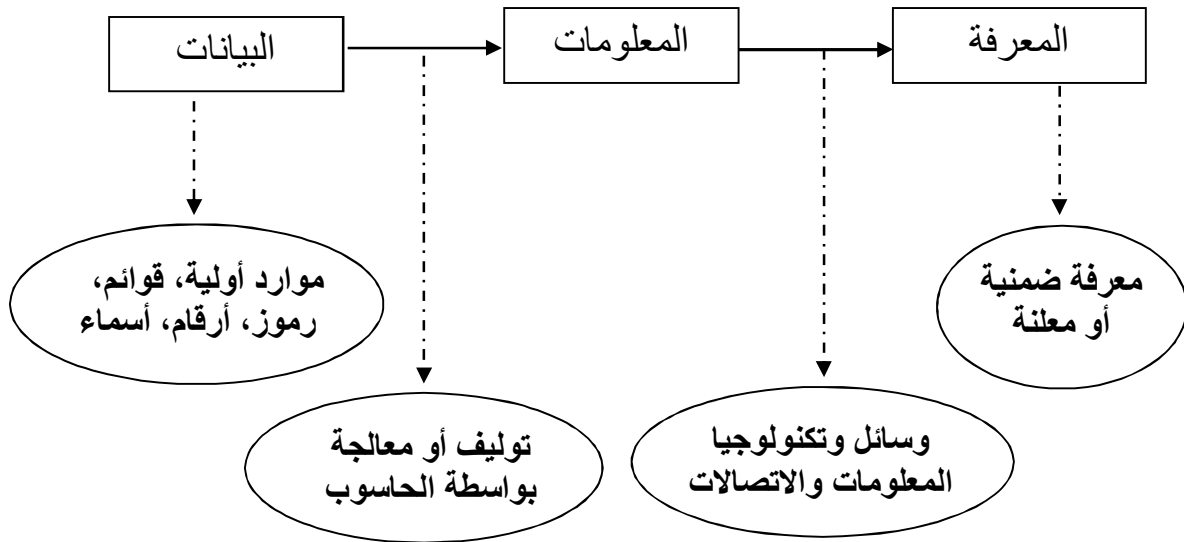 البيانات
المعلومات
المعرفة
موارد أولية، قوائم،
رموز، أرقام، أسماء
معرفة ضمنية
أو معلنة
توليف أو معالجة
بواسطة الحاسوب
وسائل وتكنولوجيا
المعلومات والاتصالات